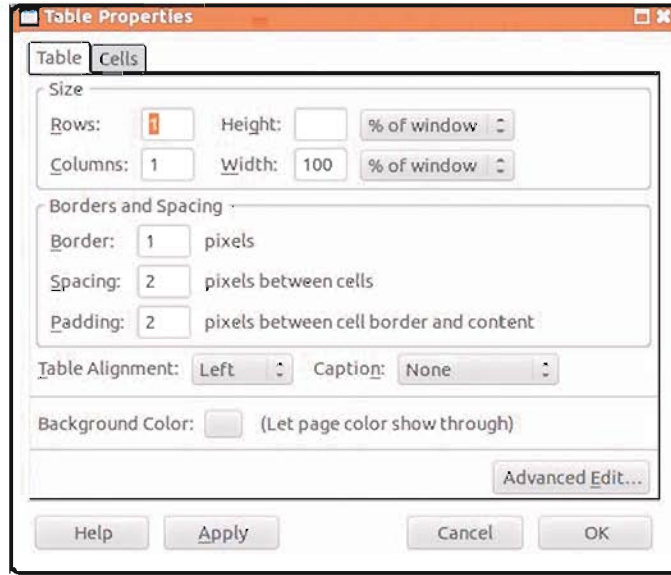 Table Properties
Table Cells
Size
Rows: 1 Height: % of window
Columns: 1 Width: 100 % of window
Borders and Spacing
Border: 1 pixels
Spacing: 2 pixels between cells
Padding: 2 pixels between cell border and content
Table Alignment: Left Caption: None
Background Color: (Let page color show through)
Advanced Edit...
Help Apply Cancel OK